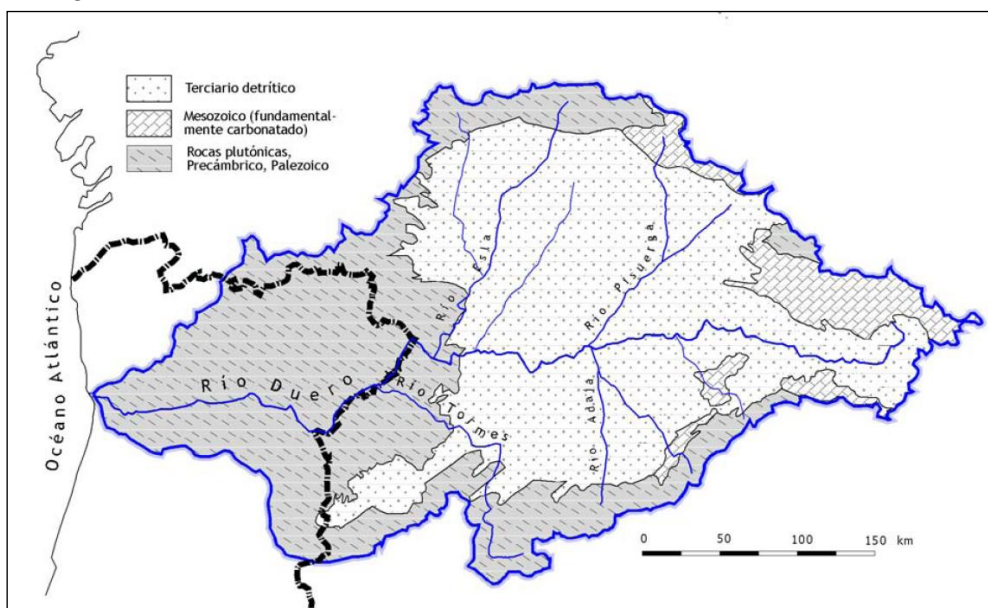 Terciario detrítico
Mesozoico (fundamental-
mente carbonatado)
Rocas plutónicas,
Precámbrico, Palezoico
Océano Atlántico
Río Esla
Río Pisuerga
Río Duero
Río Tormes
Río Adaja
0 50 100 150 km